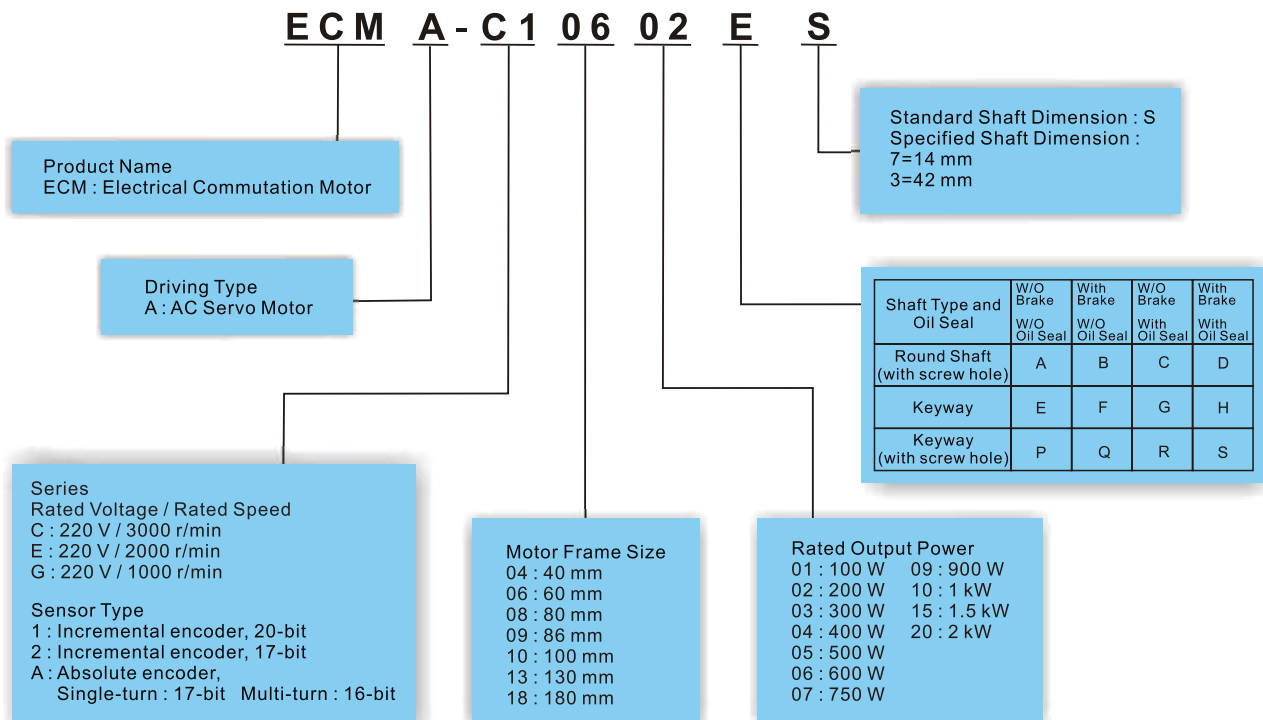 ECM A-C1 06 02 E S
Product Name
ECM : Electrical Commutation Motor
Driving Type
A : AC Servo Motor
Series
Rated Voltage / Rated Speed
C : 220 V / 3000 r/min
E : 220 V / 2000 r/min
G : 220 V / 1000 r/min
Sensor Type
1 : Incremental encoder, 20-bit
2 : Incremental encoder, 17-bit
A : Absolute encoder,
Single-turn : 17-bit Multi-turn : 16-bit
Motor Frame Size
04 : 40 mm
06 : 60 mm
08 : 80 mm
09 : 86 mm
10 : 100 mm
13 : 130 mm
18 : 180 mm
Rated Output Power
01 : 100 W 09 : 900 W
02 : 200 W 10 : 1 kW
03 : 300 W 15 : 1.5 kW
04 : 400 W 20 : 2 kW
05 : 500 W
06 : 600 W
07 : 750 W
Standard Shaft Dimension : S
Specified Shaft Dimension :
7=14 mm
3=42 mm
Shaft Type and
Oil Seal
W/O With W/O With
Brake Brake Brake Brake
W/O W/O With With
Oil Seal Oil Seal Oil Seal Oil Seal
Round Shaft
(with screw hole) A B C D
Keyway E F G H
Keyway
(with screw hole) P Q R S